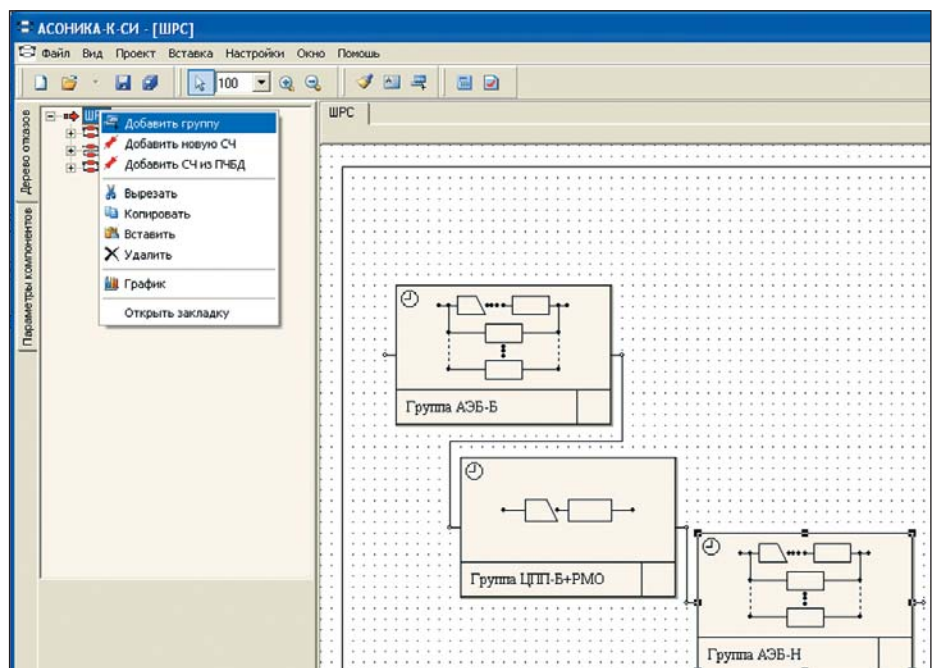 АСОНИКА-К-СИ - [ШРС]
Файл Вид Проект Вставка Настройки Окно Помошь
100
Дерево отказов
Параметры компонентов
ШРС
Добавить группу
Добавить новую СЧ
Добавить СЧ из ПЧБД
Вырезать
Копировать
Вставить
Удалить
График
Открыть закладку
Группа АЭБ-Б
Группа ЦПП-Б+РМО
Группа АЭБ-Н